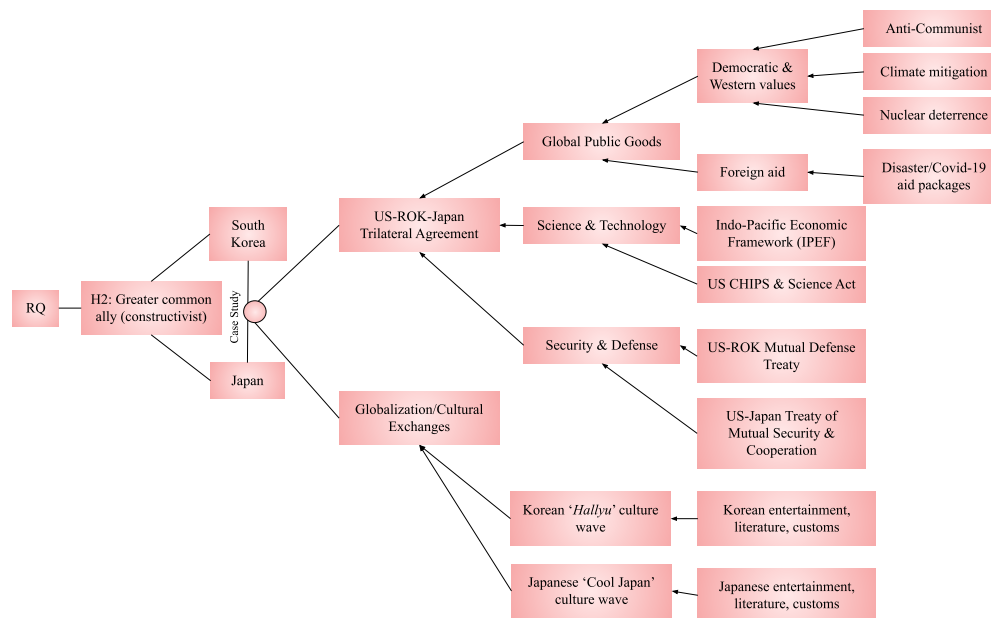 RQ
H2: Greater common
ally (constructivist)
South
Korea
Japan
Case Study
US-ROK-Japan
Trilateral Agreement
Globalization/Cultural
Exchanges
Global Public Goods
Science & Technology
Security & Defense
Korean ‘Hallyu’ culture
wave
Japanese ‘Cool Japan’
culture wave
Democratic &
Western values
Foreign aid
Indo-Pacific Economic
Framework (IPEF)
US CHIPS & Science Act
US-ROK Mutual Defense
Treaty
US-Japan Treaty of
Mutual Security &
Cooperation
Korean entertainment,
literature, customs
Japanese entertainment,
literature, customs
Anti-Communist
Climate mitigation
Nuclear deterrence
Disaster/Covid-19
aid packages